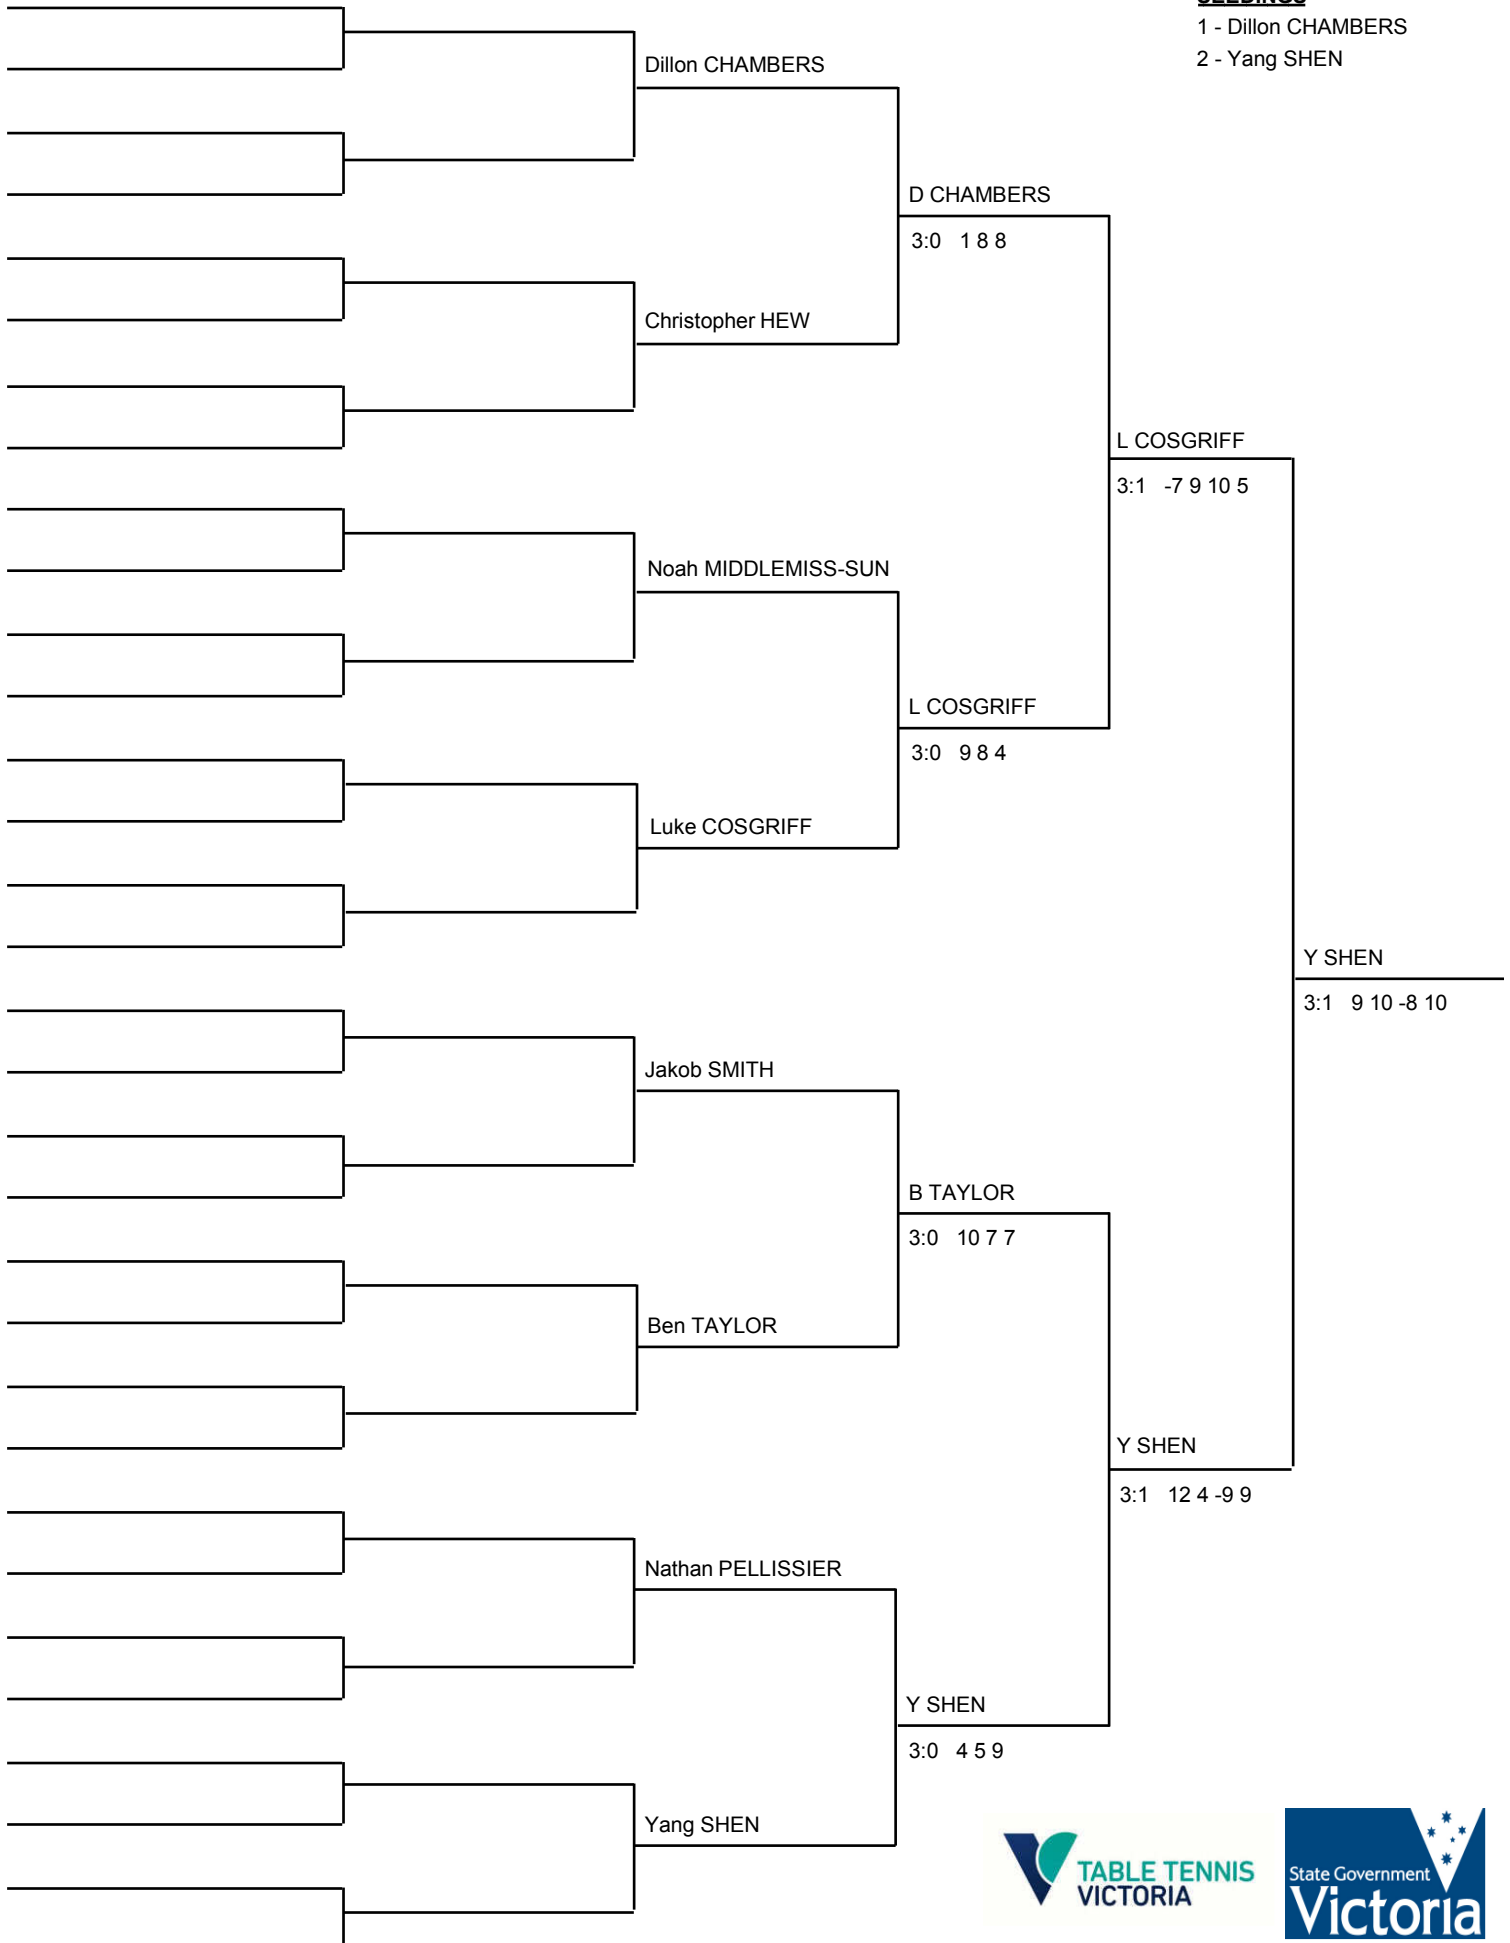 SEEDINGS
1 - Dillon CHAMBERS
2 - Yang SHEN
Dillon CHAMBERS
D CHAMBERS
3:0 1 8 8
Christopher HEW
L COSGRIFF
3:1 -7 9 10 5
Noah MIDDLEMISS-SUN
L COSGRIFF
3:0 9 8 4
Luke COSGRIFF
Y SHEN
3:1 9 10 -8 10
Jakob SMITH
B TAYLOR
3:0 10 7 7
Ben TAYLOR
Y SHEN
3:1 12 4 -9 9
Nathan PELLISSIER
Y SHEN
3:0 4 5 9
Yang SHEN
TABLE TENNIS
VICTORIA
State Government
Victoria